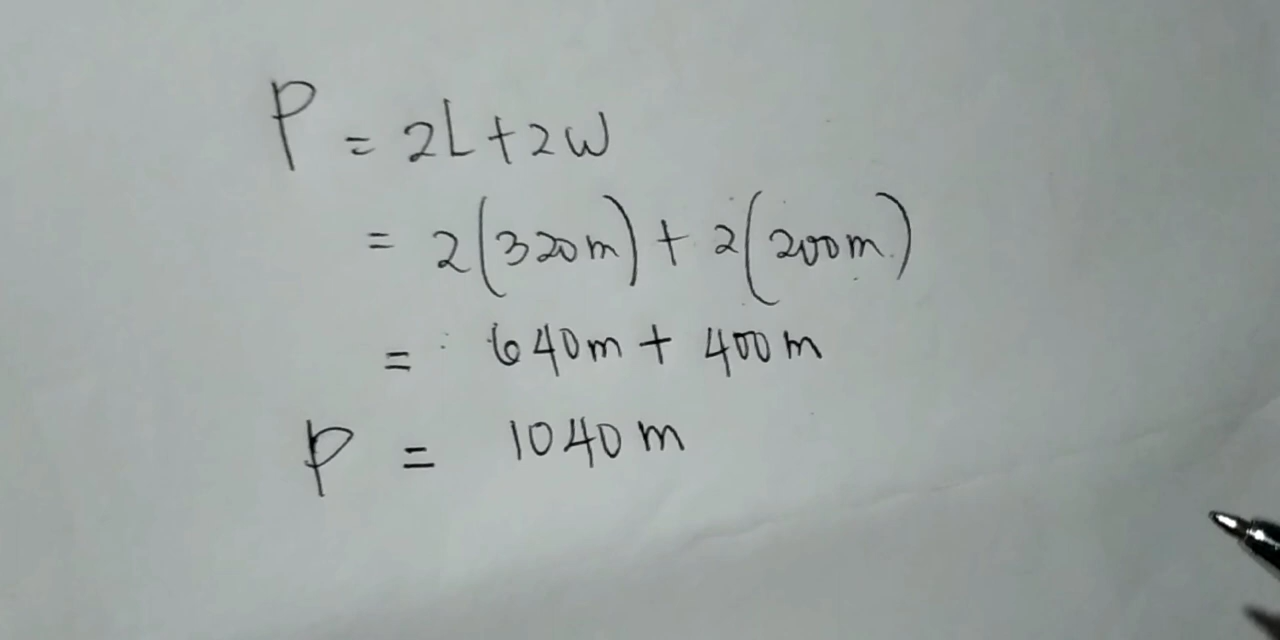 P = 2L + 2W
= 2(320m) + 2(200m)
= 640m + 400m
P = 1040m